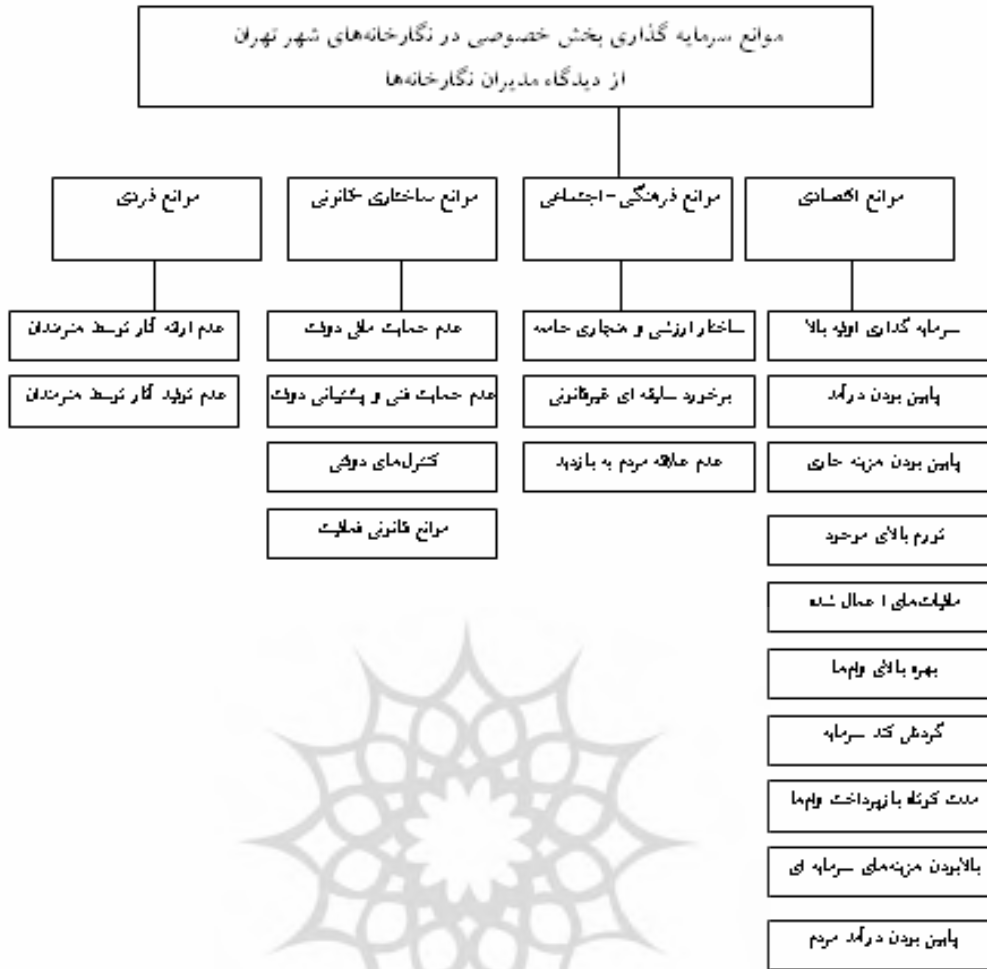 موانع سرمایه گذاری بخش خصوصی در نگارخانه‌های شهر تهران
از دیدگاه مدیران نگارخانه‌ها
موانع اقتصادی
موانع فرهنگی-اجتماعی
موانع ساختاری-قانونی
موانع فردی
سرمایه گذاری اولیه بالا
پایین بودن درآمد
پایین بودن هزینه جاری
تورم بالای موجود
مالیات‌های اعمال شده
بهره بالای وام‌ها
گردش کند سرمایه
مدت کوتاه بازپرداخت وام‌ها
بالابودن هزینه‌های سرمایه ای
پایین بودن درآمد مردم
ساختار ارزشی و هنجاری جامعه
برخورد سلیقه ای غیرقانونی
عدم علاقه مردم به بازدید
عدم حمایت مالی دولت
عدم حمایت فنی و پشتیبانی دولت
کنترل‌های دولتی
موانع قانونی فعالیت
عدم ارائه آثار توسط هنرمندان
عدم تولید آثار توسط هنرمندان